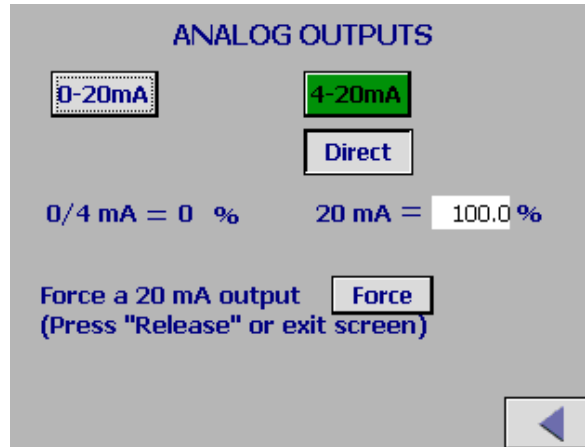 ANALOG OUTPUTS
0-20mA 4-20mA
Direct
0/4 mA = 0 % 20 mA = 100.0 %
Force a 20 mA output Force
(Press "Release" or exit screen)